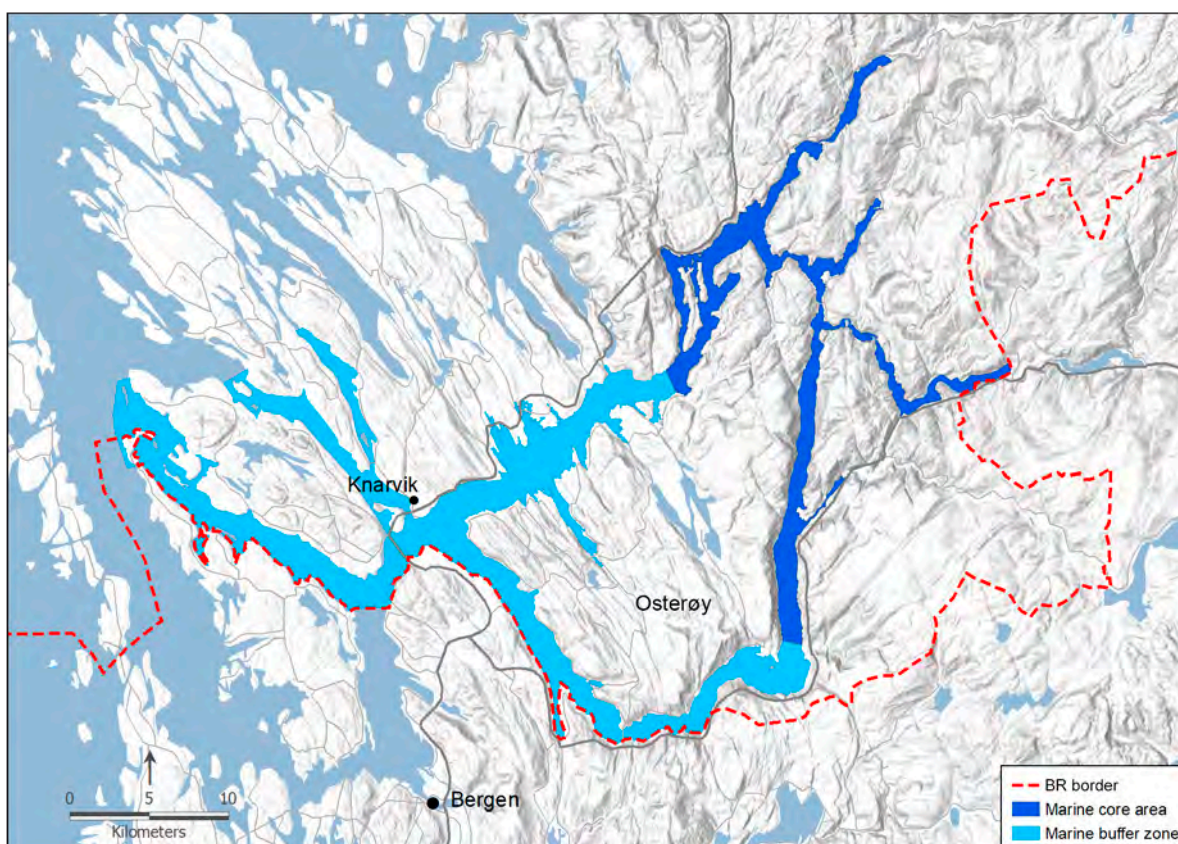 Knarvik
Osterøy
Bergen
0 5 10
Kilometers
BR border
Marine core area
Marine buffer zone